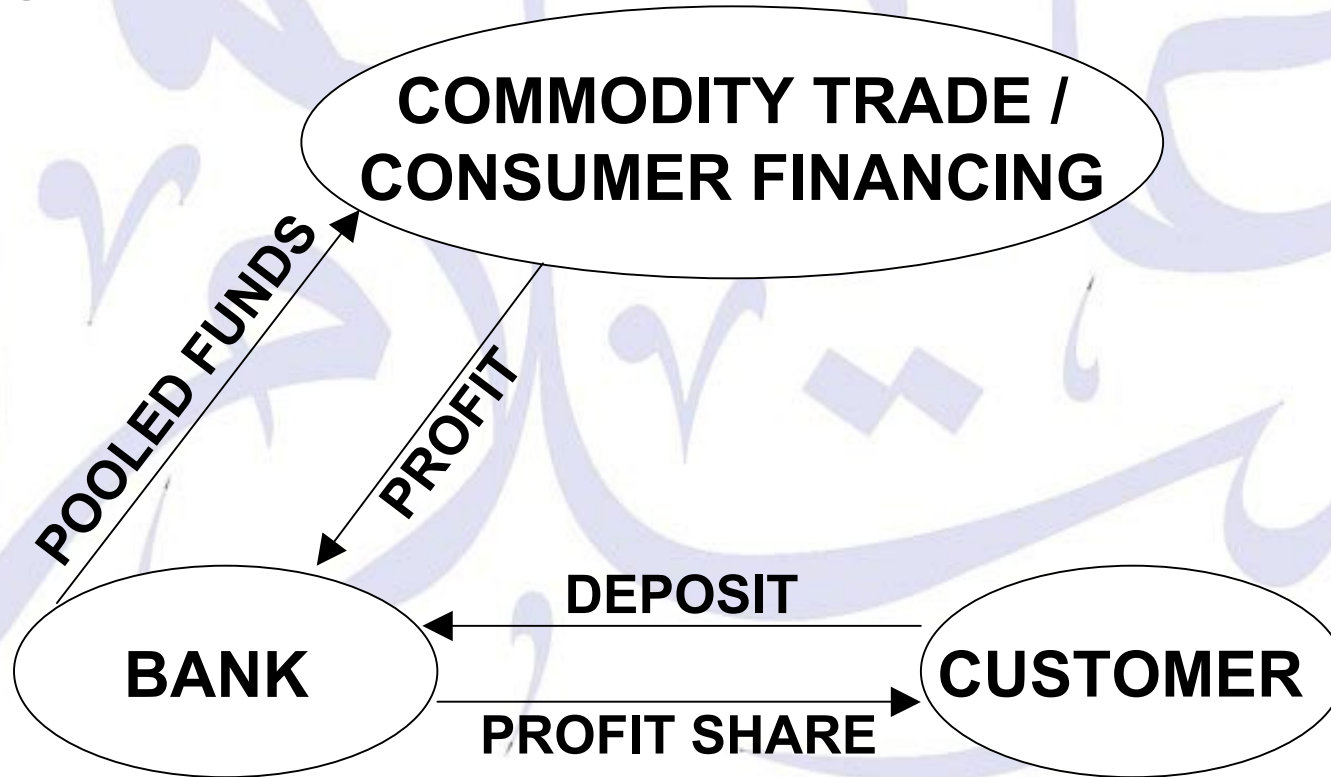 COMMODITY TRADE /
CONSUMER FINANCING
POOLED FUNDS
PROFIT
DEPOSIT
BANK
CUSTOMER
PROFIT SHARE